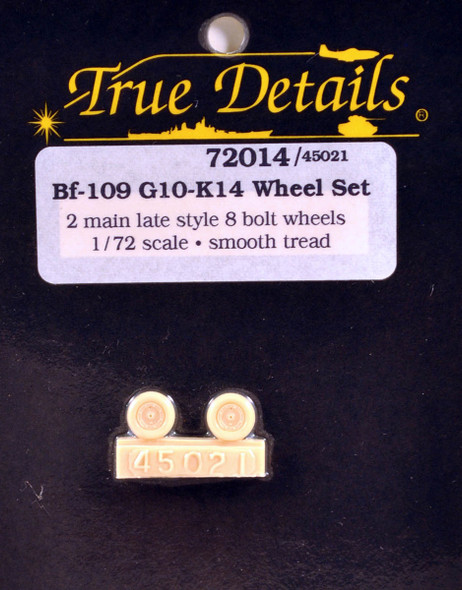 True Details ®
72014/45021
Bf-109 G10-K14 Wheel Set
2 main late style 8 bolt wheels
1/72 scale • smooth tread
45021